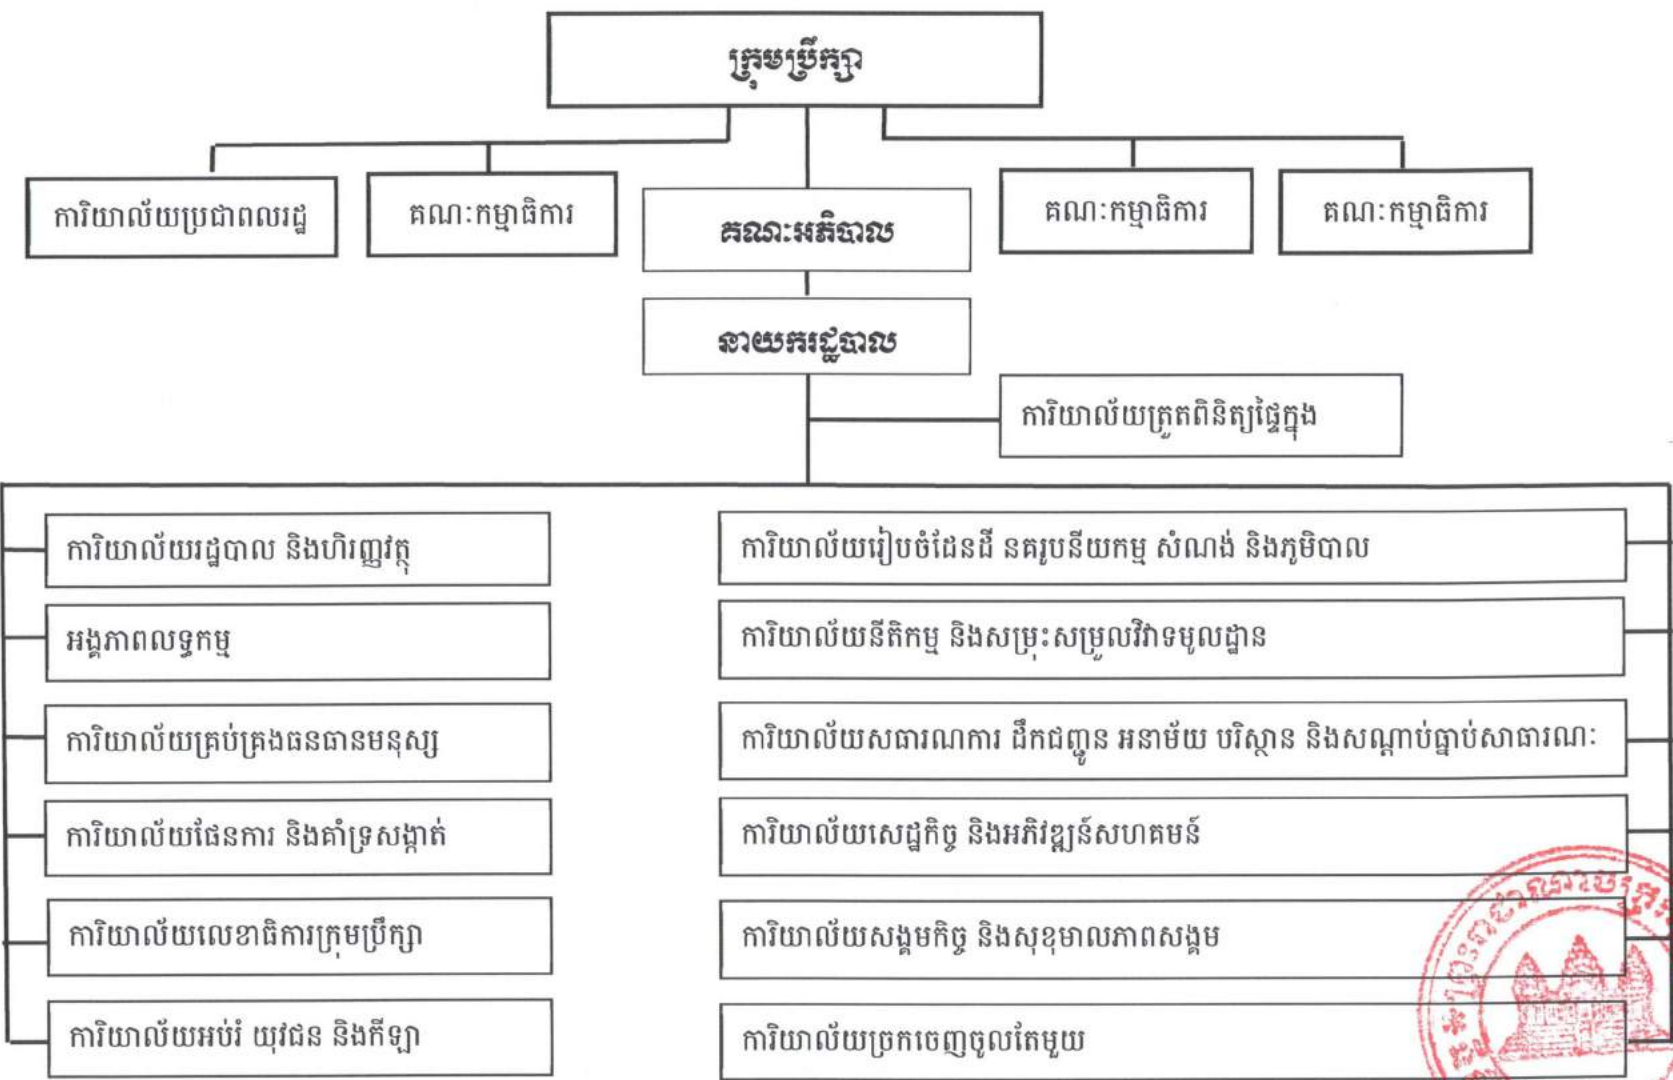 ក្រុមប្រឹក្សា
ការិយាល័យប្រជាពលរដ្ឋ
គណៈកម្មាធិការ
គណៈអភិបាល
គណៈកម្មាធិការ
គណៈកម្មាធិការ
នាយករដ្ឋបាល
ការិយាល័យត្រួតពិនិត្យផ្ទៃក្នុង
ការិយាល័យរដ្ឋបាល និងហិរញ្ញវត្ថុ
អង្គភាពលទ្ធកម្ម
ការិយាល័យគ្រប់គ្រងធនធានមនុស្ស
ការិយាល័យផែនការ និងគាំទ្រសង្កាត់
ការិយាល័យលេខាធិការក្រុមប្រឹក្សា
ការិយាល័យអប់រំ យុវជន និងកីឡា
ការិយាល័យរៀបចំដែនដី នគរូបនីយកម្ម សំណង់ និងភូមិបាល
ការិយាល័យនីតិកម្ម និងសម្រុះសម្រួលវិវាទមូលដ្ឋាន
ការិយាល័យសធារណការ ដឹកជញ្ជូន អនាម័យ បរិស្ថាន និងសណ្តាប់ធ្នាប់សាធារណៈ
ការិយាល័យសេដ្ឋកិច្ច និងអភិវឌ្ឍន៍សហគមន៍
ការិយាល័យសង្គមកិច្ច និងសុខុមាលភាពសង្គម
ការិយាល័យច្រកចេញចូលតែមួយ